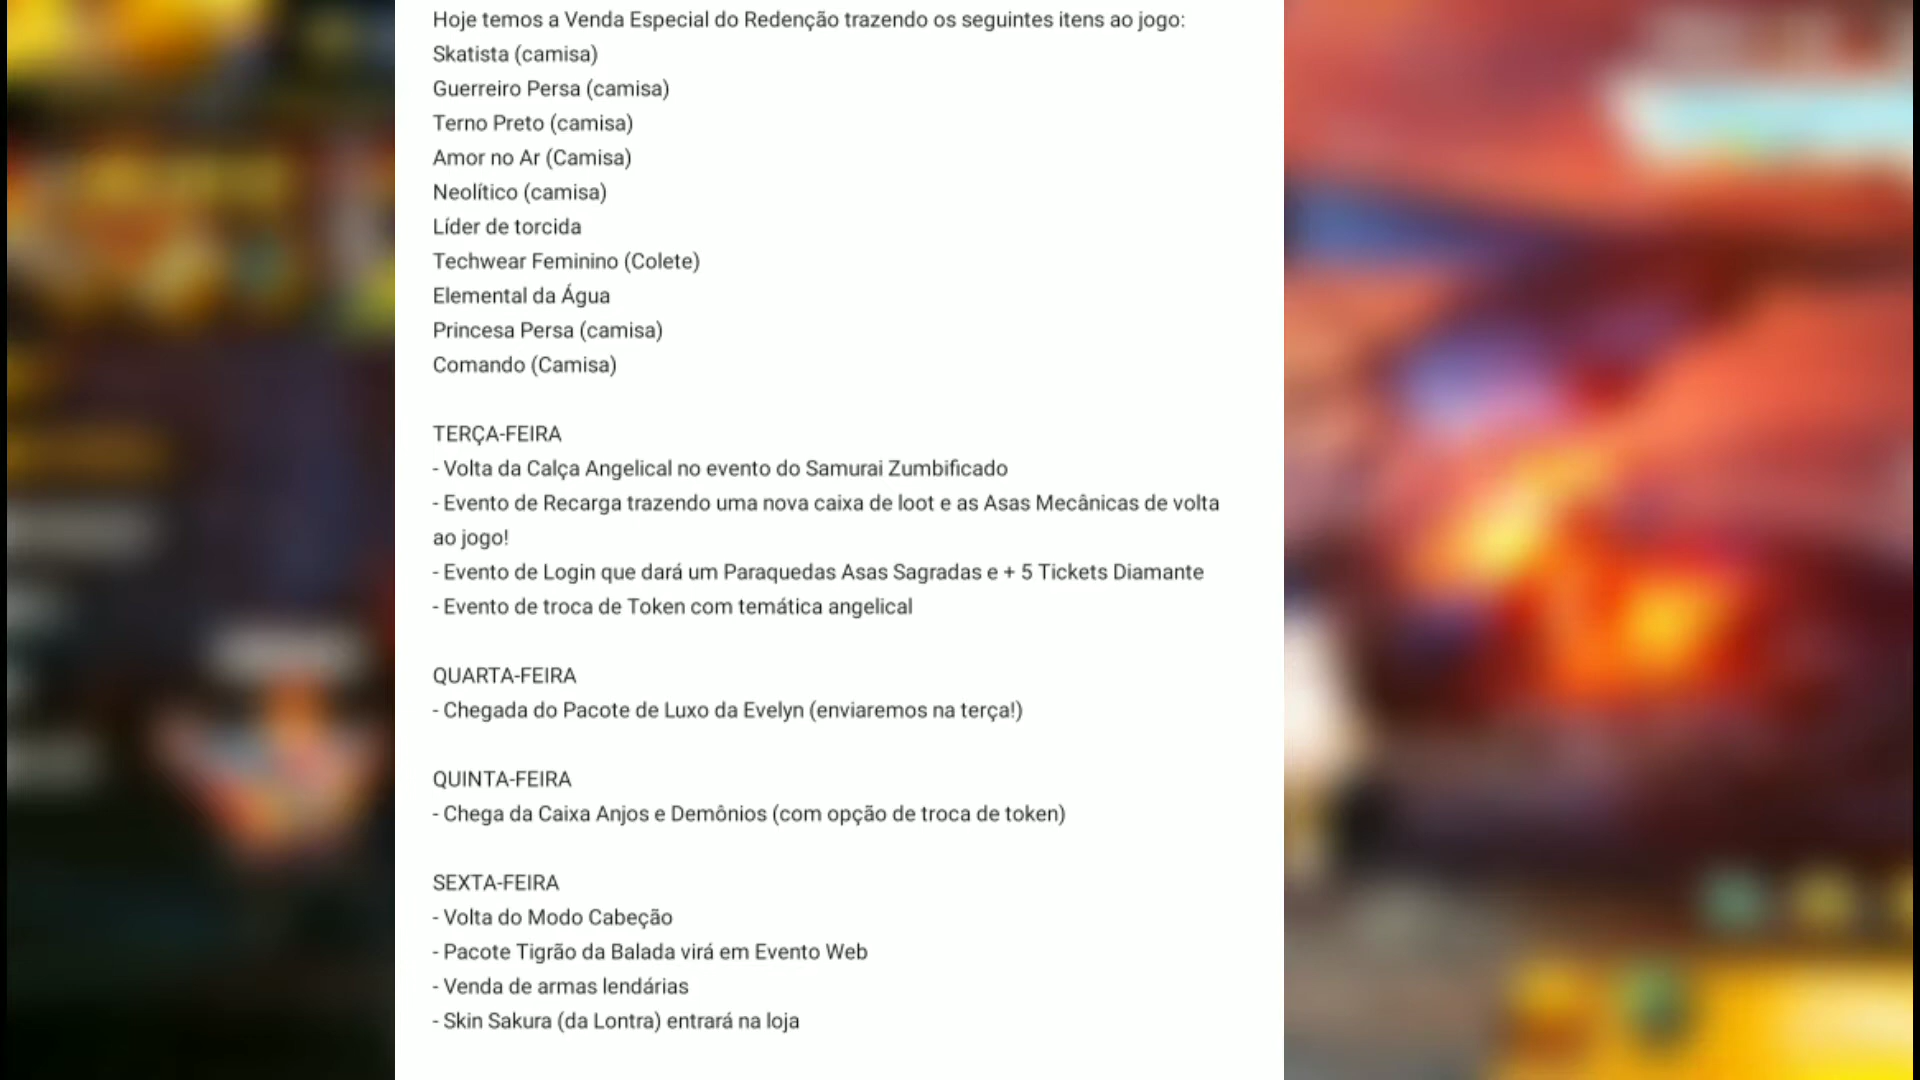 Hoje temos a Venda Especial do Redenção trazendo os seguintes itens ao jogo:
Skatista (camisa)
Guerreiro Persa (camisa)
Terno Preto (camisa)
Amor no Ar (Camisa)
Neolítico (camisa)
Líder de torcida
Techwear Feminino (Colete)
Elemental da Água
Princesa Persa (camisa)
Comando (Camisa)
TERÇA-FEIRA
- Volta da Calça Angelical no evento do Samurai Zumbificado
- Evento de Recarga trazendo uma nova caixa de loot e as Asas Mecânicas de volta
ao jogo!
- Evento de Login que dará um Paraquedas Asas Sagradas e + 5 Tickets Diamante
- Evento de troca de Token com temática angelical
QUARTA-FEIRA
- Chegada do Pacote de Luxo da Evelyn (enviaremos na terça!)
QUINTA-FEIRA
- Chega da Caixa Anjos e Demônios (com opção de troca de token)
SEXTA-FEIRA
- Volta do Modo Cabeção
- Pacote Tigrão da Balada virá em Evento Web
- Venda de armas lendárias
- Skin Sakura (da Lontra) entrará na loja